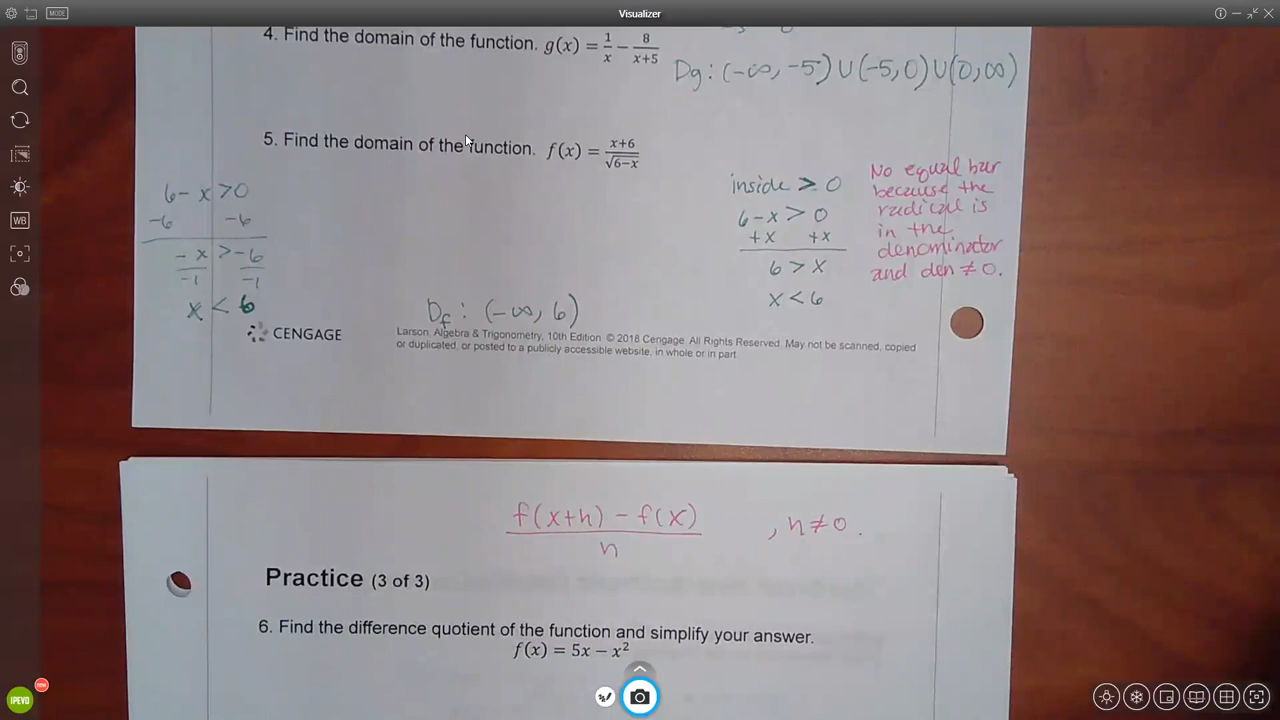 MODE
Visualizer
4. Find the domain of the function. g(x) = 1/x − 8/(x+5)
Dg: (-∞, -5) ∪ (-5, 0) ∪ (0, ∞)
5. Find the domain of the function. f(x) = (x+6)/√(6−x)
6 - x > 0
-6 -6
- x > -6
-1 -1
x < 6
inside > 0
6 - x > 0
+x +x
6 > x
x < 6
No equal bar
because the
radical is
in the
denominator
and den ≠ 0.
Df: (-∞, 6)
CENGAGE
Larson, Algebra & Trigonometry, 10th Edition. © 2018 Cengage. All Rights Reserved. May not be scanned, copied
or duplicated, or posted to a publicly accessible website, in whole or in part.
f(x+h) - f(x)
h
, h ≠ 0.
Practice (3 of 3)
6. Find the difference quotient of the function and simplify your answer.
f(x) = 5x − x²
WB
IPEVO
new